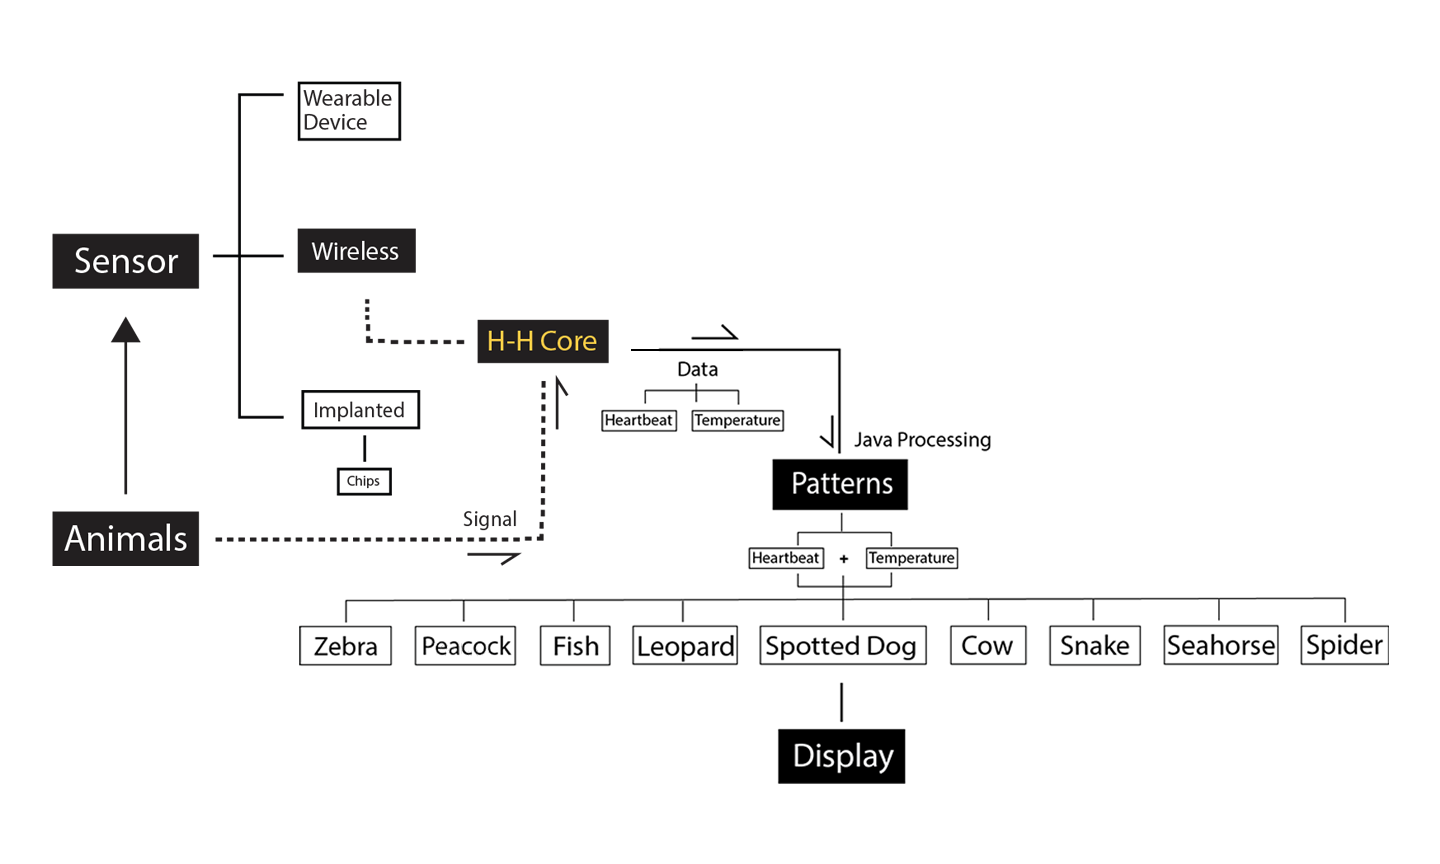 Wearable
Device
Sensor
Wireless
H-H Core
Data
Heartbeat
Temperature
Implanted
Chips
Java Processing
Patterns
Animals
Signal
Heartbeat
+
Temperature
Zebra
Peacock
Fish
Leopard
Spotted Dog
Cow
Snake
Seahorse
Spider
Display